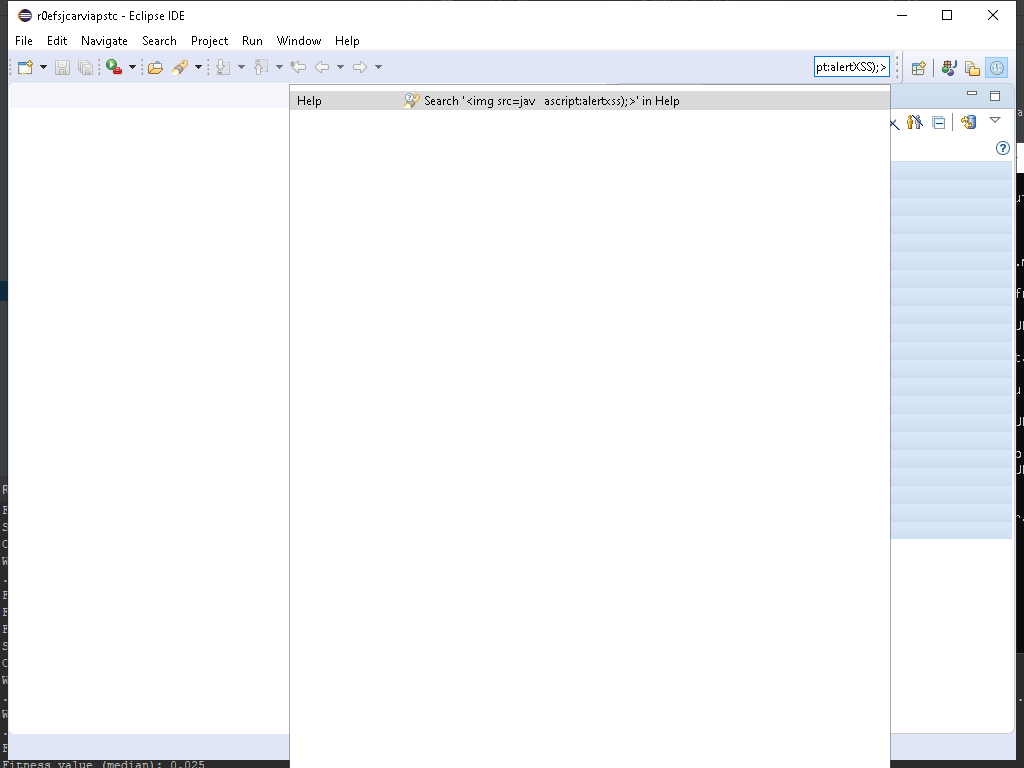 r0efsjcarviapstc - Eclipse IDE
File Edit Navigate Search Project Run Window Help
pt:alertXSS);>
Help Search '<img src=jav ascript:alertxss);>' in Help
Fitness value (median): 0.025